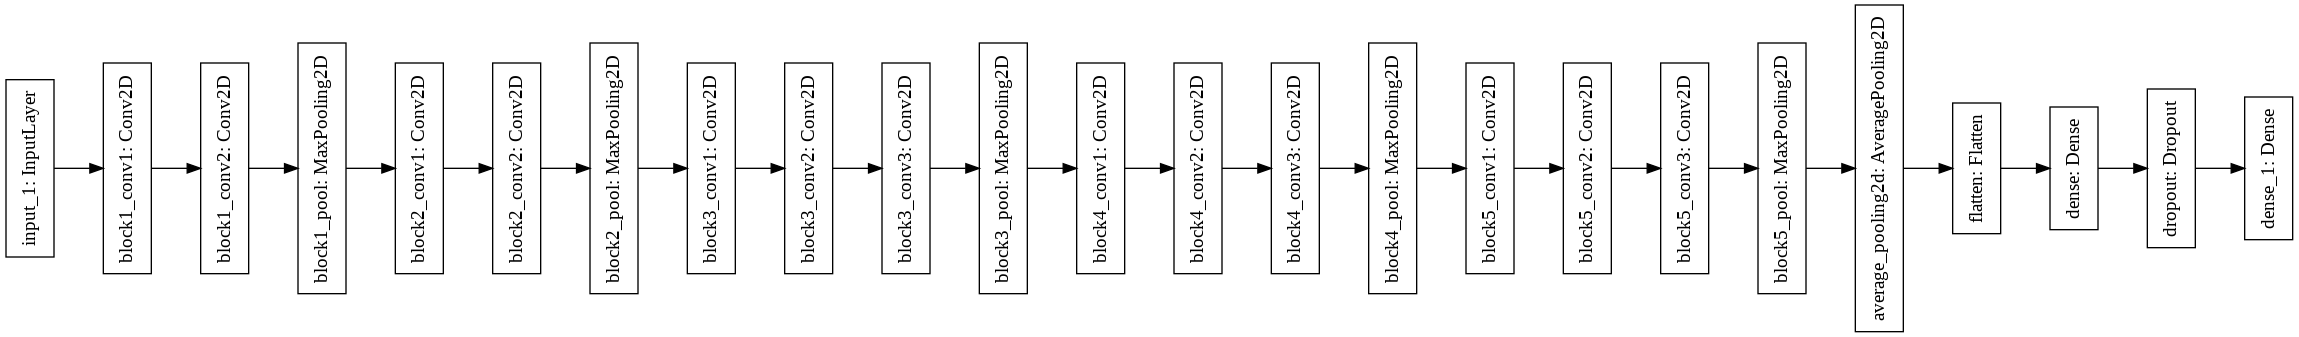 input_1: InputLayer
block1_conv1: Conv2D
block1_conv2: Conv2D
block1_pool: MaxPooling2D
block2_conv1: Conv2D
block2_conv2: Conv2D
block2_pool: MaxPooling2D
block3_conv1: Conv2D
block3_conv2: Conv2D
block3_conv3: Conv2D
block3_pool: MaxPooling2D
block4_conv1: Conv2D
block4_conv2: Conv2D
block4_conv3: Conv2D
block4_pool: MaxPooling2D
block5_conv1: Conv2D
block5_conv2: Conv2D
block5_conv3: Conv2D
block5_pool: MaxPooling2D
average_pooling2d: AveragePooling2D
flatten: Flatten
dense: Dense
dropout: Dropout
dense_1: Dense